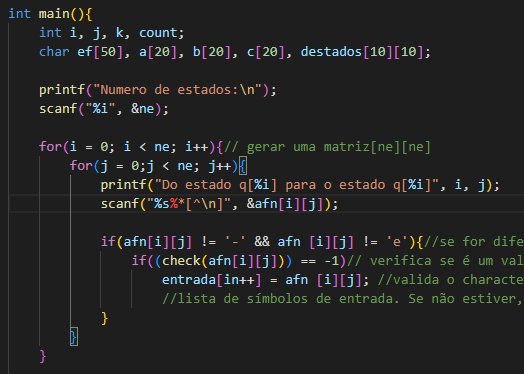 int main(){
int i, j, k, count;
char ef[50], a[20], b[20], c[20], destados[10][10];
printf("Numero de estados:\n");
scanf("%i", &ne);
for(i = 0; i < ne; i++){// gerar uma matriz[ne][ne]
for(j = 0;j < ne; j++){
printf("Do estado q[%i] para o estado q[%i]", i, j);
scanf("%s%*[^\n]", &afn[i][j]);
if(afn[i][j] != '-' && afn [i][j] != 'e'){//se for dife
if((check(afn[i][j])) == -1)// verifica se é um val
entrada[in++] = afn [i][j]; //valida o character
//lista de símbolos de entrada. Se não estiver,
}
}
}